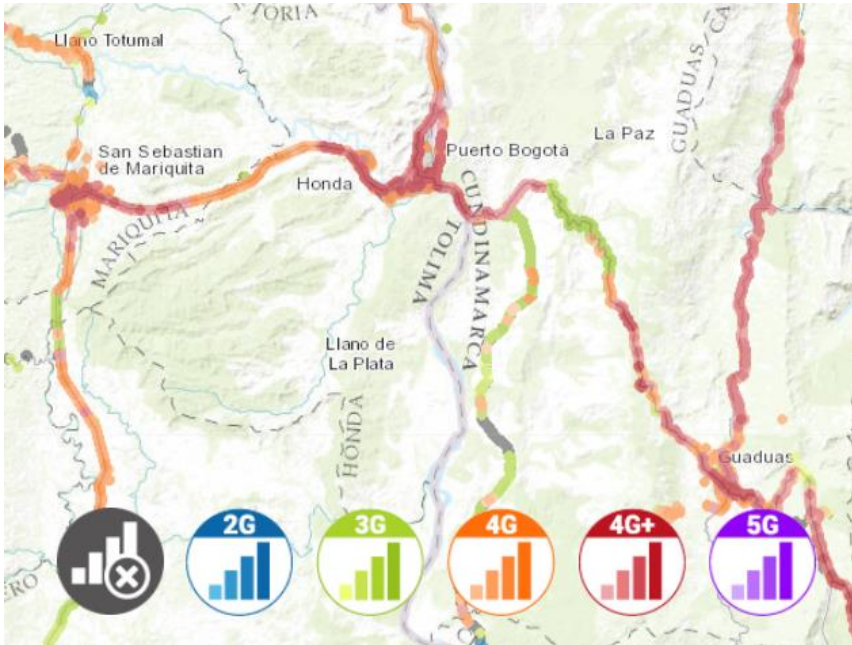 TORIA
Llano Totumal
GUADUAS
CA
San Sebastian
de Mariquita
Puerto Bogotá
La Paz
Honda
MARIQUITA
CUNDINAMARCA
TOLIMA
Llano de
La Plata
HONDA
Guaduas
2G
3G
4G
4G+
5G
ERO
C